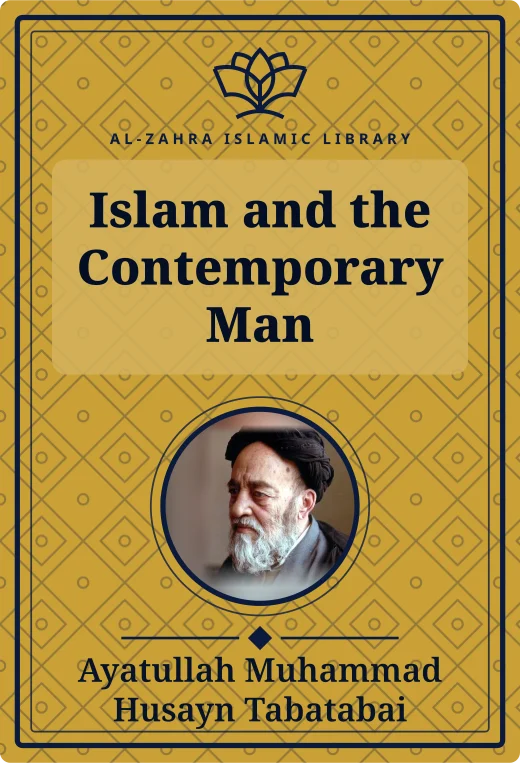 AL-ZAHRA ISLAMIC LIBRARY
Islam and the
Contemporary
Man
Ayatullah Muhammad
Husayn Tabatabai